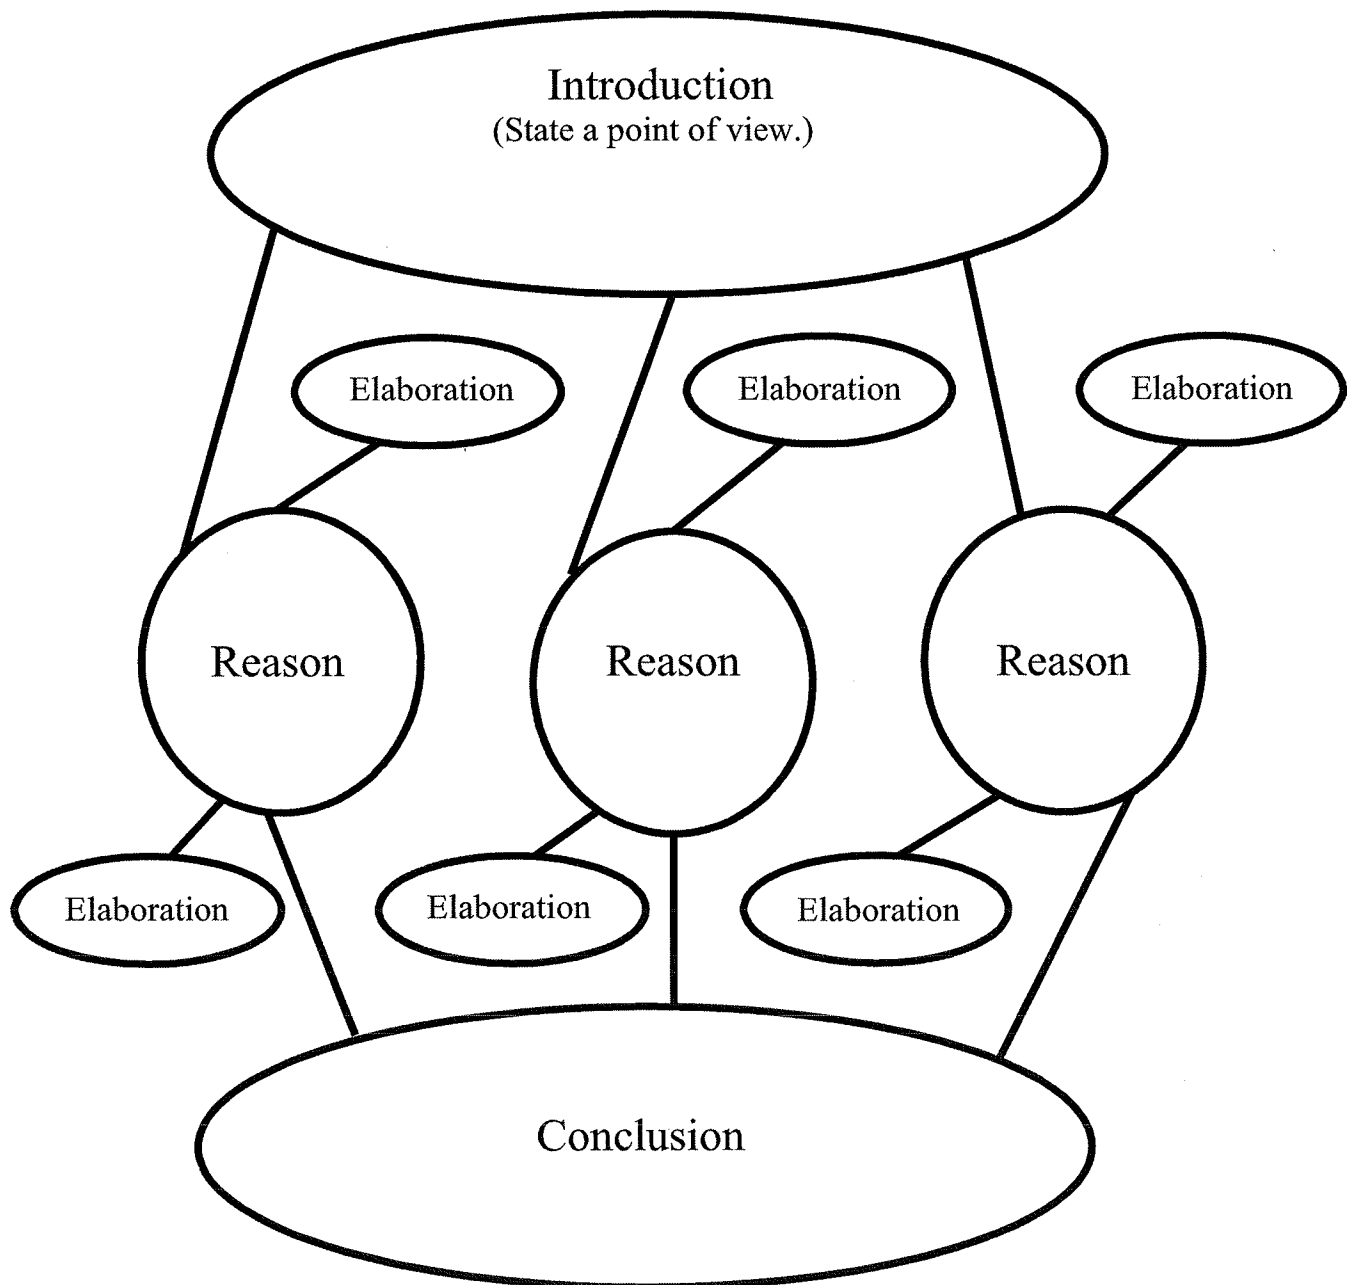 Introduction
(State a point of view.)
Elaboration
Elaboration
Elaboration
Reason
Reason
Reason
Elaboration
Elaboration
Elaboration
Conclusion